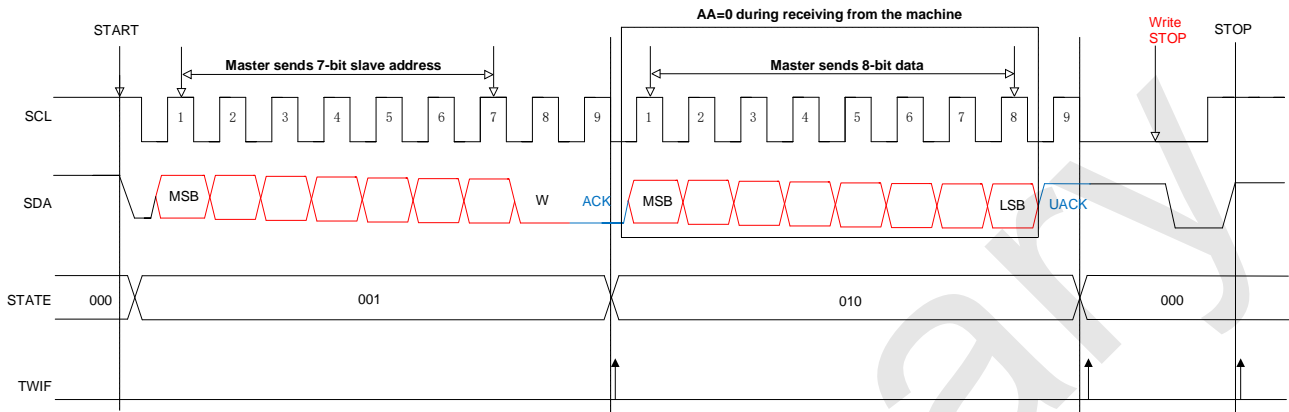 AA=0 during receiving from the machine
START
Write
STOP
STOP
Master sends 7-bit slave address
Master sends 8-bit data
SCL
1 2 3 4 5 6 7 8 9 1 2 3 4 5 6 7 8 9
SDA
MSB W ACK MSB LSB UACK
STATE
000 001 010 000
TWIF